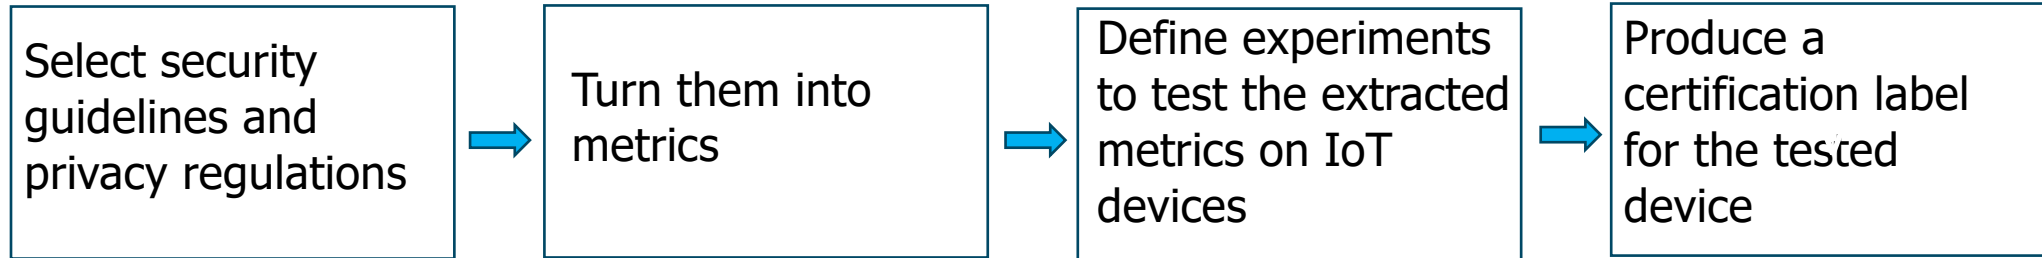 Select security
guidelines and
privacy regulations
Turn them into
metrics
Define experiments
to test the extracted
metrics on IoT
devices
Produce a
certification label
for the tested
device